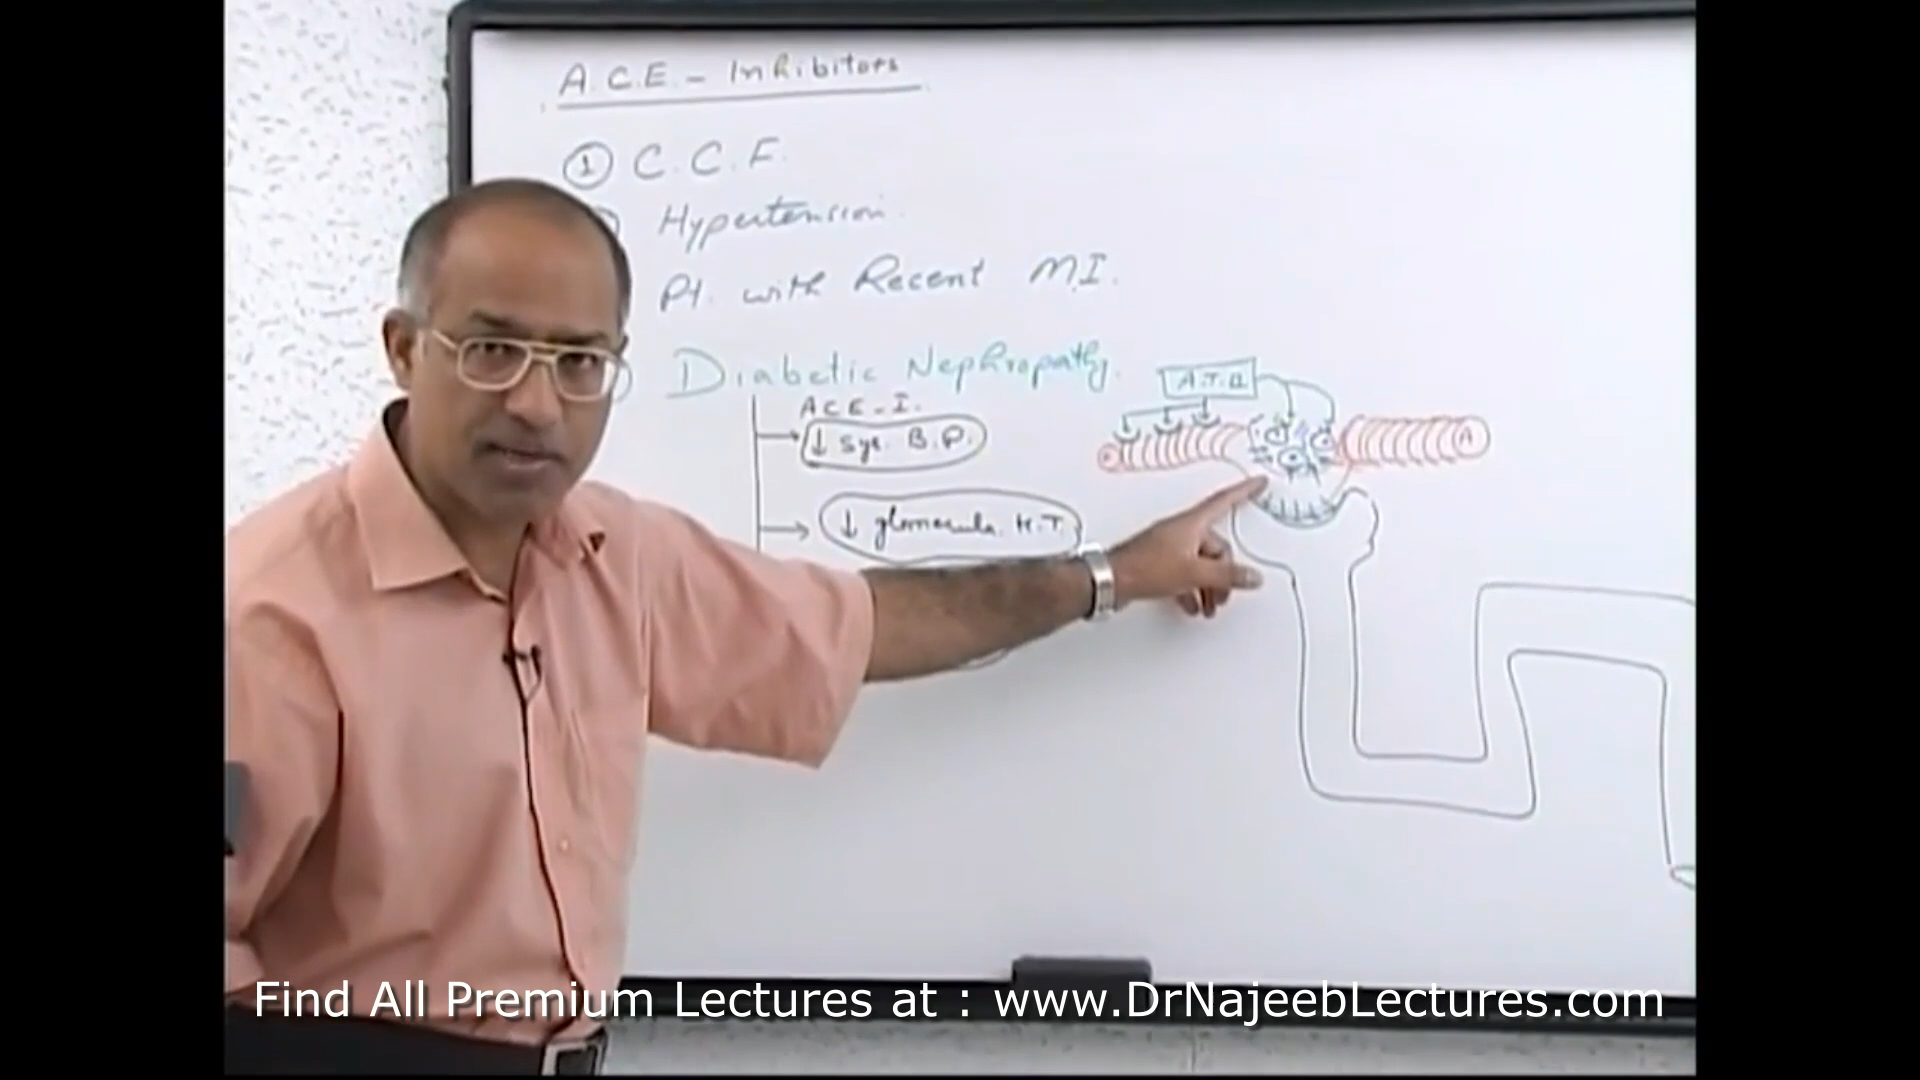 A.C.E. - Inhibitors
① C.C.F.
Hypertension.
Pt. with Recent M.I.
Diabetic Nephropathy.
A.T.II
ACE-I.
↓ Sys. B.P.
A
↓ glomerula. H.T.
Find All Premium Lectures at : www.DrNajeebLectures.com